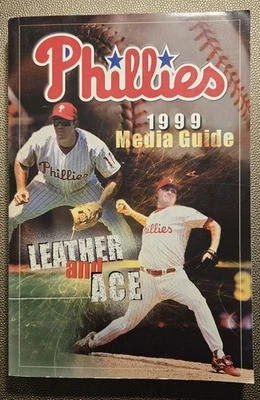 Phillies
1999
Media Guide
Phillies
Phillies
LEATHER
and
ACE